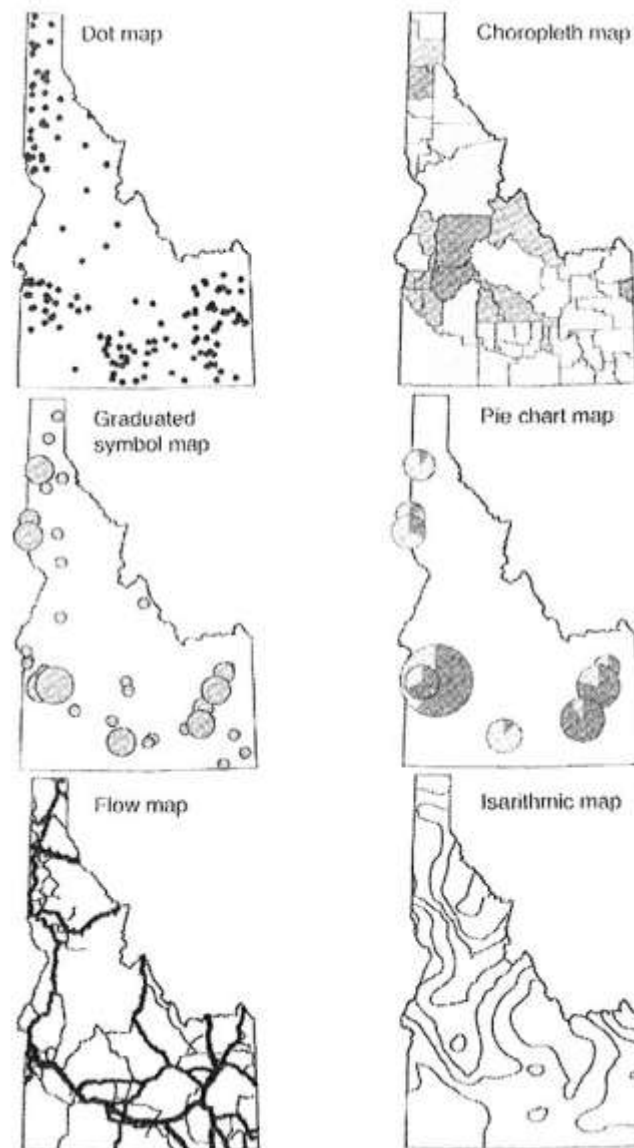 Dot map
Choropleth map
Graduated
symbol map
Pie chart map
Flow map
Isarithmic map